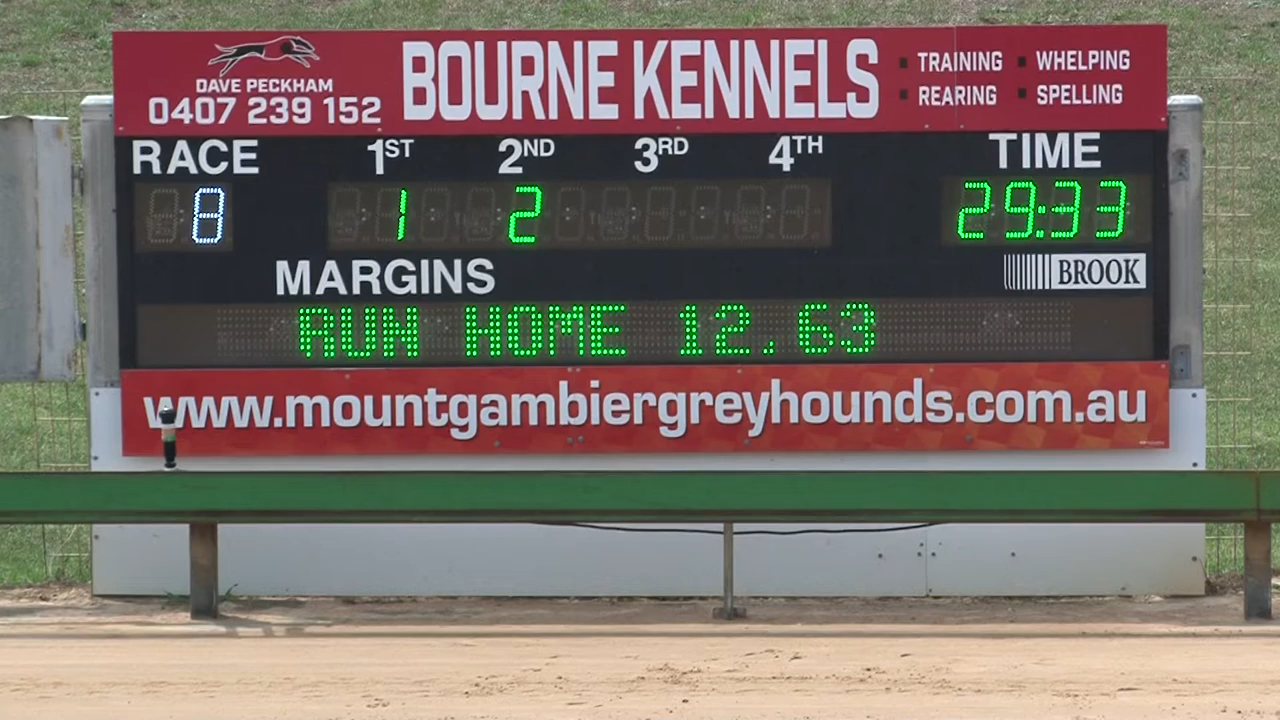 DAVE PECKHAM
0407 239 152
BOURNE KENNELS
TRAINING
WHELPING
REARING
SPELLING
RACE 1ST 2ND 3RD 4TH TIME
8 1 2 29:33
MARGINS
BROOK
RUN HOME 12.63
www.mountgambiergreyhounds.com.au